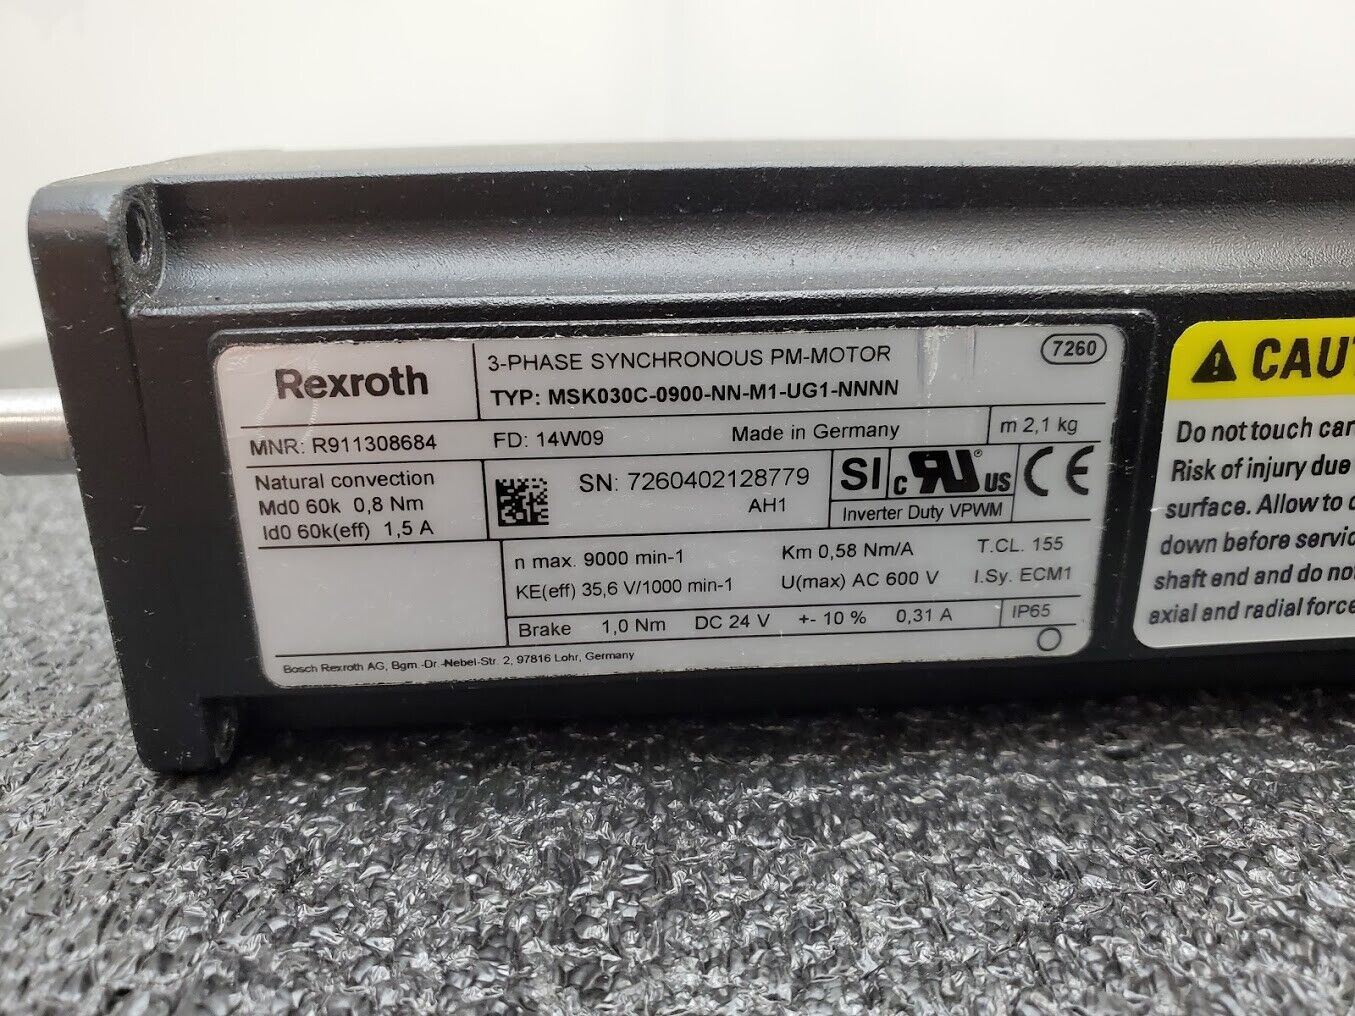 Rexroth
3-PHASE SYNCHRONOUS PM-MOTOR
7260
TYP: MSK030C-0900-NN-M1-UG1-NNNN
MNR: R911308684 FD: 14W09 Made in Germany m 2,1 kg
Natural convection
Md0 60k 0,8 Nm
Id0 60k(eff) 1,5 A
SN: 7260402128779
AH1
SI
c RU US
Inverter Duty VPWM
CE
n max. 9000 min-1 Km 0,58 Nm/A T.CL. 155
KE(eff) 35,6 V/1000 min-1 U(max) AC 600 V I.Sy. ECM1
Brake 1,0 Nm DC 24 V +- 10 % 0,31 A IP65
Bosch Rexroth AG, Bgm.-Dr.-Nebel-Str. 2, 97816 Lohr, Germany
CAU
Do not touch
Risk of injury due
surface. Allow to
down before
shaft end and do
axial and radial force